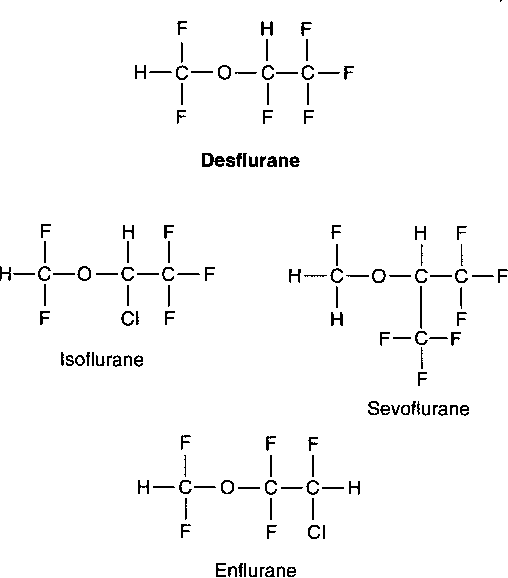 F H F
H—C—O—C—C—F
F F F
Desflurane
F H F
H—C—O—C—C—F
F Cl F
Isoflurane
F H F
H—C—O—C—C—F
H F
F—C—F
F
Sevoflurane
F F F
H—C—O—C—C—H
F F Cl
Enflurane